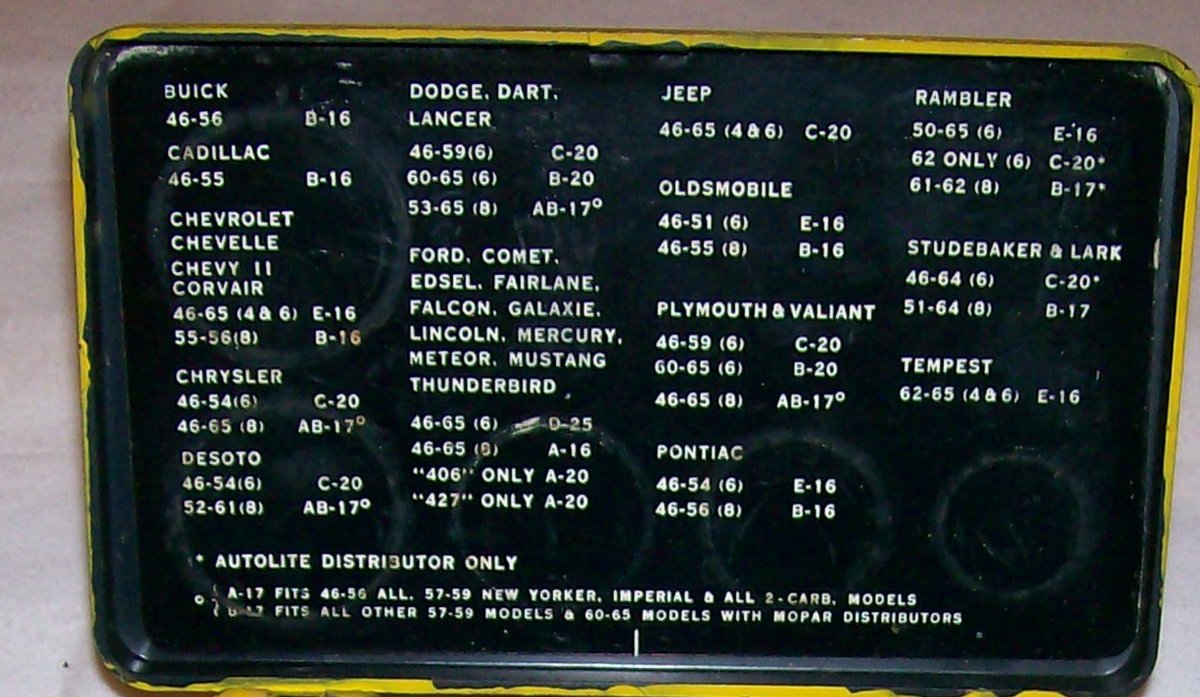 BUICK
46-56 B-16
CADILLAC
46-55 B-16
CHEVROLET
CHEVELLE
CHEVY II
CORVAIR
46-65 (4 & 6) E-16
55-56(8) B-16
CHRYSLER
46-54(6) C-20
46-65 (8) AB-17°
DESOTO
46-54(6) C-20
52-61(8) AB-17°
DODGE, DART,
LANCER
46-59(6) C-20
60-65 (6) B-20
53-65 (8) AB-17°
FORD, COMET,
EDSEL, FAIRLANE,
FALCON, GALAXIE,
LINCOLN, MERCURY,
METEOR, MUSTANG
THUNDERBIRD
46-65 (6) D-25
46-65 (8) A-16
"406" ONLY A-20
"427" ONLY A-20
JEEP
46-65 (4 & 6) C-20
OLDSMOBILE
46-51 (6) E-16
46-55 (8) B-16
PLYMOUTH & VALIANT
46-59 (6) C-20
60-65 (6) B-20
46-65 (8) AB-17°
PONTIAC
46-54 (6) E-16
46-56 (8) B-16
RAMBLER
50-65 (6) E-16
62 ONLY (6) C-20*
61-62 (8) B-17*
STUDEBAKER & LARK
46-64 (6) C-20*
51-64 (8) B-17
TEMPEST
62-65 (4 & 6) E-16
* AUTOLITE DISTRIBUTOR ONLY
° { A-17 FITS 46-56 ALL, 57-59 NEW YORKER, IMPERIAL & ALL 2-CARB. MODELS
{ B-17 FITS ALL OTHER 57-59 MODELS & 60-65 MODELS WITH MOPAR DISTRIBUTORS